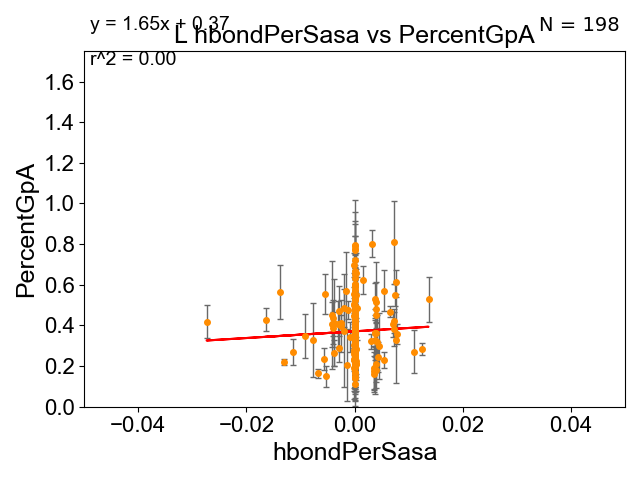 y = 1.65x + 0.37
N = 198
L hbondPerSasa vs PercentGpA
r^2 = 0.00
PercentGpA
1.6
1.4
1.2
1.0
0.8
0.6
0.4
0.2
0.0
−0.04 −0.02 0.00 0.02 0.04
hbondPerSasa